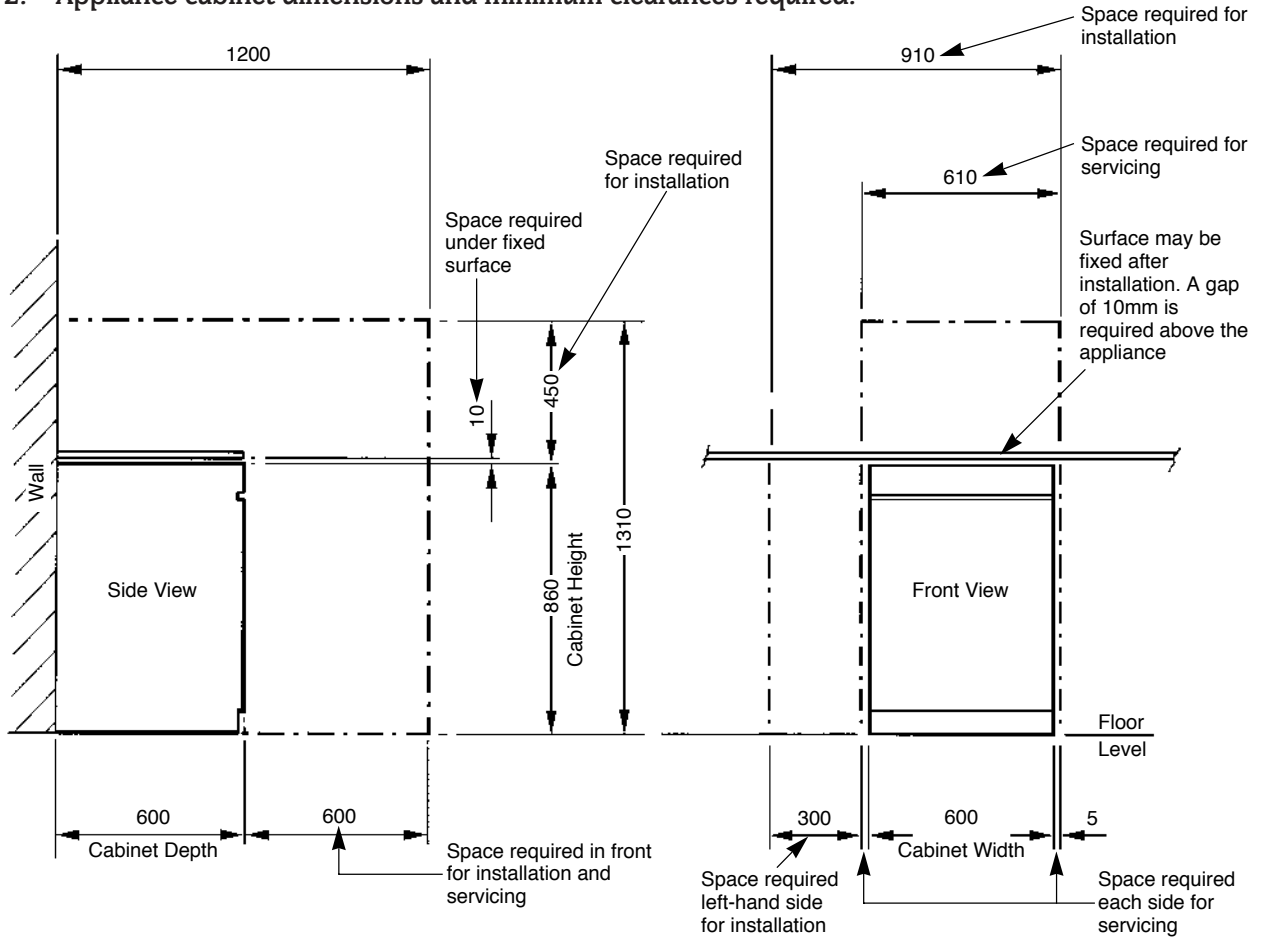 2. Appliance cabinet dimensions and minimum clearances required.
Space required for
installation
1200
910
Space required
for installation
Space required for
servicing
610
Space required
under fixed
surface
Surface may be
fixed after
installation. A gap
of 10mm is
required above the
appliance
450
10
Wall
1310
860
Cabinet Height
Side View
Front View
Floor
Level
600
600
300
600
5
Cabinet Depth
Cabinet Width
Space required in front
for installation and
servicing
Space required
left-hand side
for installation
Space required
each side for
servicing